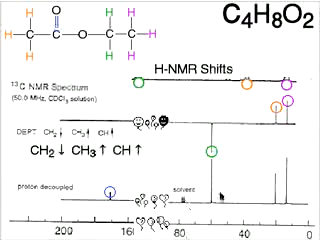 C4H8O2
H O H H
H C C O C C H
H H H
H-NMR Shifts
13C NMR Spectrum
(50.0 MHz, CDCl3 solution)
DEPT CH2↓ CH3↑ CH↑
CH2↓ CH3↑ CH↑
proton decoupled
solvent
200 80 40 0